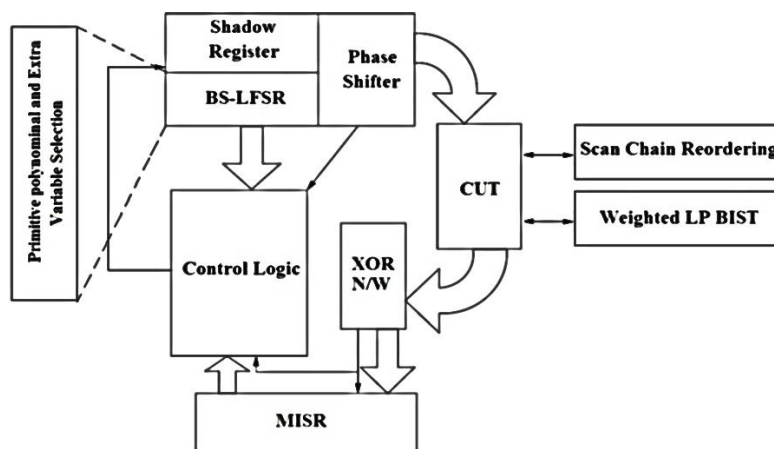 Primitive polynominal and Extra
Variable Selection
Shadow
Register
BS-LFSR
Phase
Shifter
CUT
Scan Chain Reordering
Weighted LP BIST
Control Logic
XOR
N/W
MISR